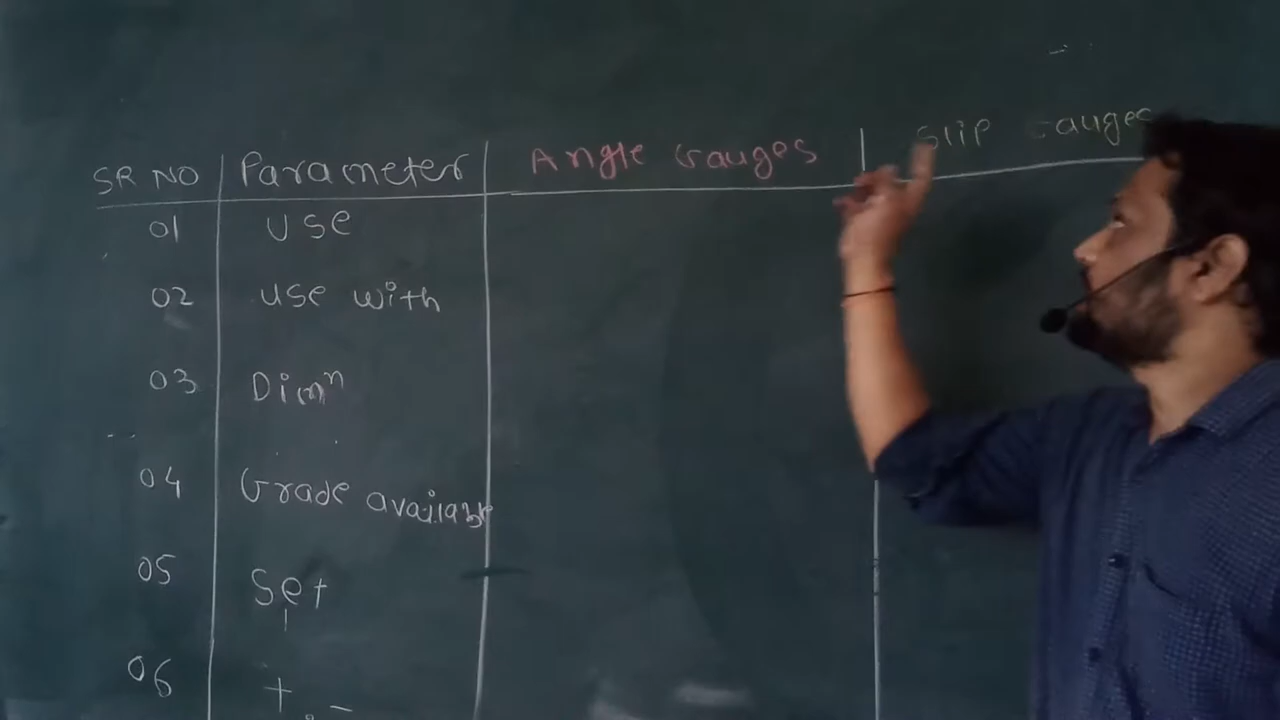 SR NO Parameter Angle Gauges Slip Gauges
01 Use
02 Use with
03 Dimⁿ
04 Grade available
05 Set
06